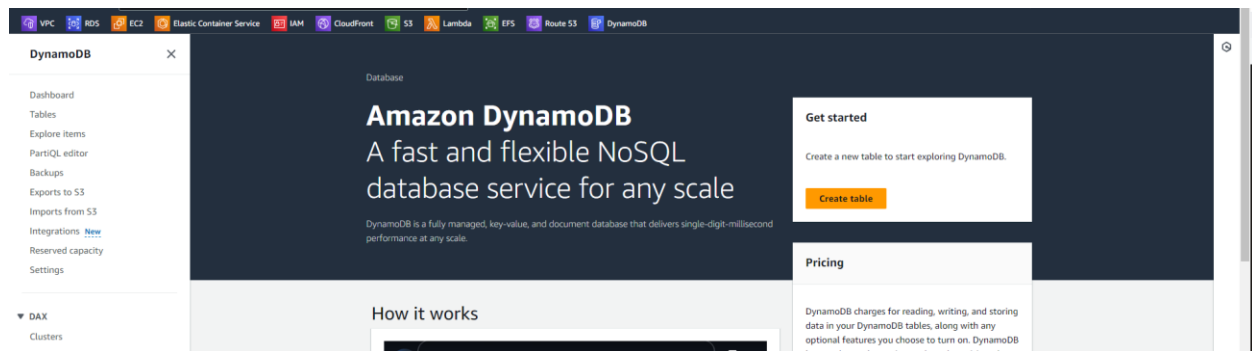 VPC RDS EC2 Elastic Container Service IAM CloudFront S3 Lambda EFS Route 53 DynamoDB
DynamoDB
Dashboard
Tables
Explore items
PartiQL editor
Backups
Exports to S3
Imports from S3
Integrations New
Reserved capacity
Settings
DAX
Clusters
Database
Amazon DynamoDB
A fast and flexible NoSQL
database service for any scale
DynamoDB is a fully managed, key-value, and document database that delivers single-digit-millisecond
performance at any scale.
How it works
Get started
Create a new table to start exploring DynamoDB.
Create table
Pricing
DynamoDB charges for reading, writing, and storing
data in your DynamoDB tables, along with any
optional features you choose to turn on. DynamoDB